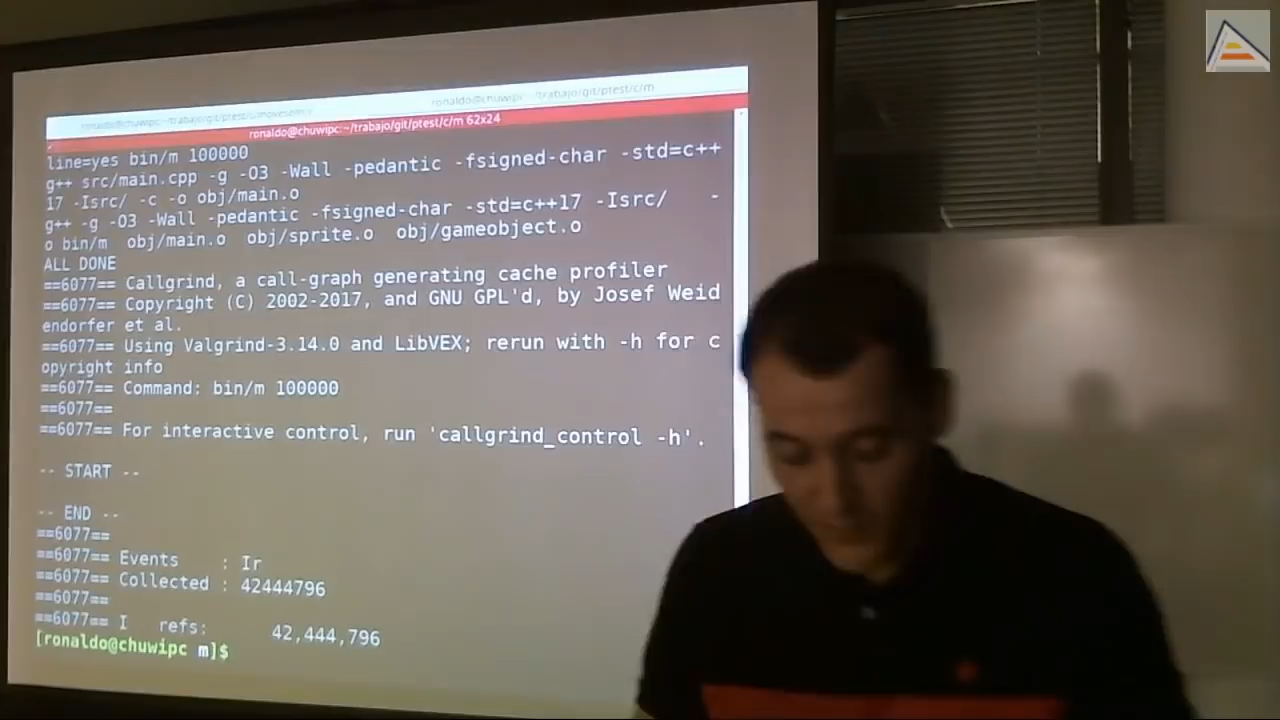 ronaldo@chuwipc: ~/trabajo/git/ptest/c/m
ronaldo@chuwipc: ~/trabajo/git/ptest/c/m 62x24
line=yes bin/m 100000
g++ src/main.cpp -g -O3 -Wall -pedantic -fsigned-char -std=c++
17 -Isrc/ -c -o obj/main.o
g++ -g -O3 -Wall -pedantic -fsigned-char -std=c++17 -Isrc/ -
o bin/m obj/main.o obj/sprite.o obj/gameobject.o
ALL DONE
==6077== Callgrind, a call-graph generating cache profiler
==6077== Copyright (C) 2002-2017, and GNU GPL'd, by Josef Weid
endorfer et al.
==6077== Using Valgrind-3.14.0 and LibVEX; rerun with -h for c
opyright info
==6077== Command: bin/m 100000
==6077==
==6077== For interactive control, run 'callgrind_control -h'.
-- START --
-- END --
==6077==
==6077== Events : Ir
==6077== Collected : 42444796
==6077==
==6077== I refs: 42,444,796
[ronaldo@chuwipc m]$